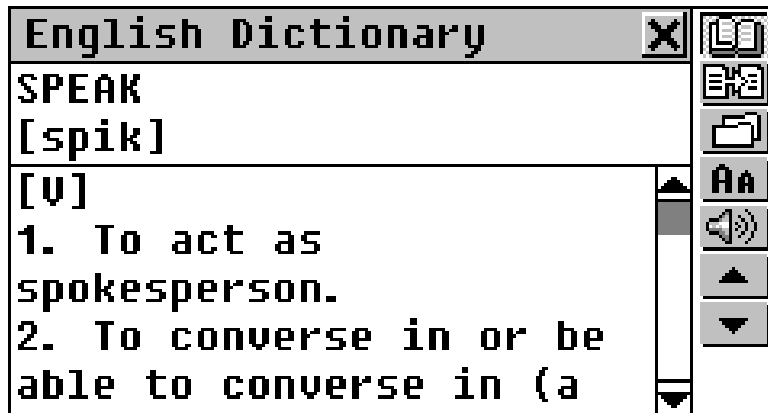 English Dictionary
SPEAK
[spik]
[V]
1. To act as
spokesperson.
2. To converse in or be
able to converse in (a
AA